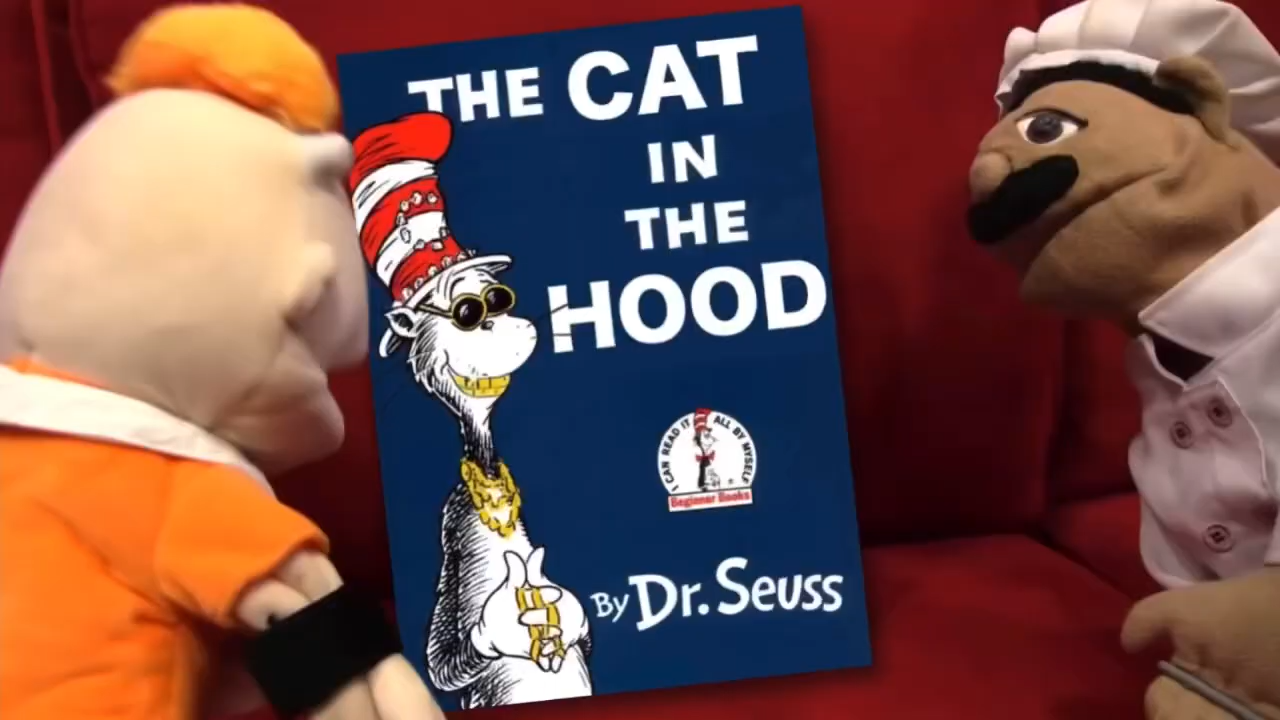 THE CAT
IN
THE
HOOD
I CAN READ IT ALL BY MYSELF
Beginner Books
By Dr. Seuss